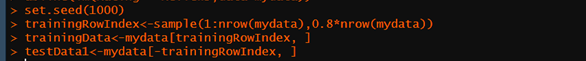 > set.seed(1000)
> trainingRowIndex<-sample(1:nrow(mydata),0.8*nrow(mydata))
> trainingData<-mydata[trainingRowIndex, ]
> testData1<-mydata[-trainingRowIndex, ]